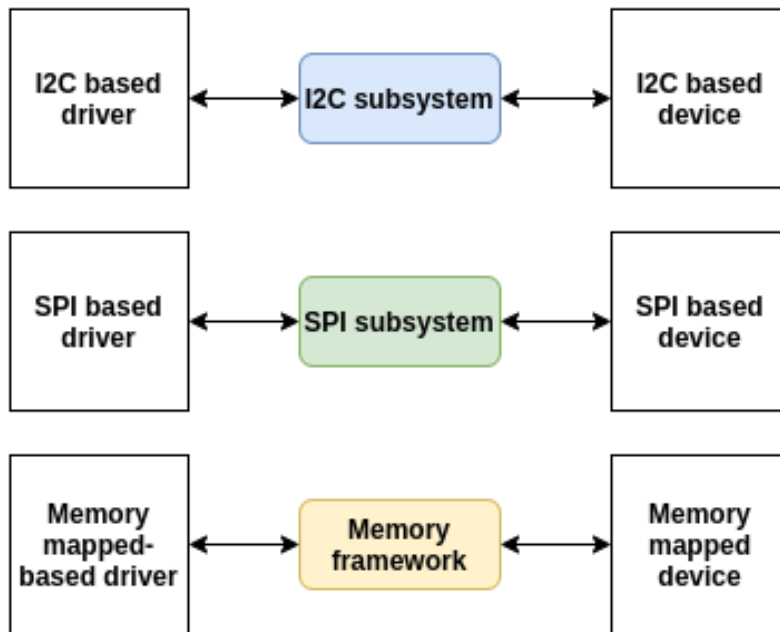 I2C based
driver
I2C subsystem
I2C based
device
SPI based
driver
SPI subsystem
SPI based
device
Memory
mapped-
based driver
Memory
framework
Memory
mapped
device